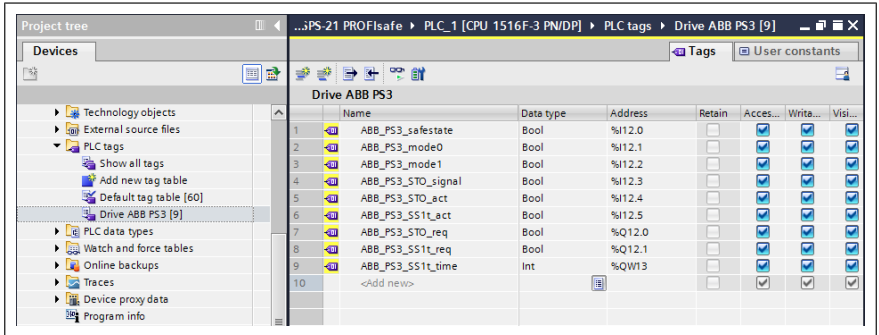 Project tree
...SPS-21 PROFIsafe ▸ PLC_1 [CPU 1516F-3 PN/DP] ▸ PLC tags ▸ Drive ABB PS3 [9]
Devices
Tags
User constants
Drive ABB PS3
Name Data type Address Retain Acces... Writa... Visi...
1 ABB_PS3_safestate Bool %I12.0
2 ABB_PS3_mode0 Bool %I12.1
3 ABB_PS3_mode1 Bool %I12.2
4 ABB_PS3_STO_signal Bool %I12.3
5 ABB_PS3_STO_act Bool %I12.4
6 ABB_PS3_SS1t_act Bool %I12.5
7 ABB_PS3_STO_req Bool %Q12.0
8 ABB_PS3_SS1t_req Bool %Q12.1
9 ABB_PS3_SS1t_time Int %QW13
10 <Add new>
Technology objects
External source files
PLC tags
Show all tags
Add new tag table
Default tag table [60]
Drive ABB PS3 [9]
PLC data types
Watch and force tables
Online backups
Traces
Device proxy data
Program info